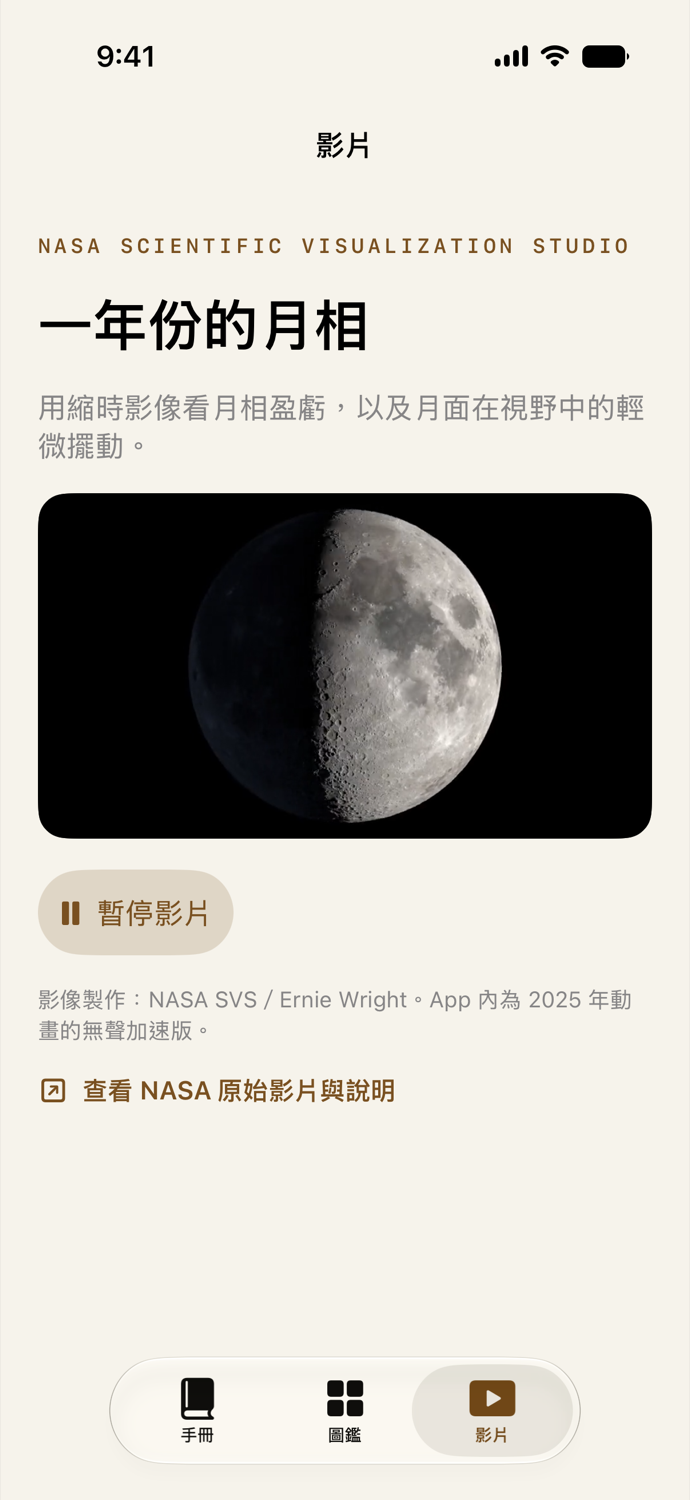 9:41
影片
NASA SCIENTIFIC VISUALIZATION STUDIO
一年份的月相
用縮時影像看月相盈虧，以及月面在視野中的輕
微擺動。
暫停影片
影像製作：NASA SVS / Ernie Wright。App 內為 2025 年動
畫的無聲加速版。
查看 NASA 原始影片與說明
手冊
圖鑑
影片